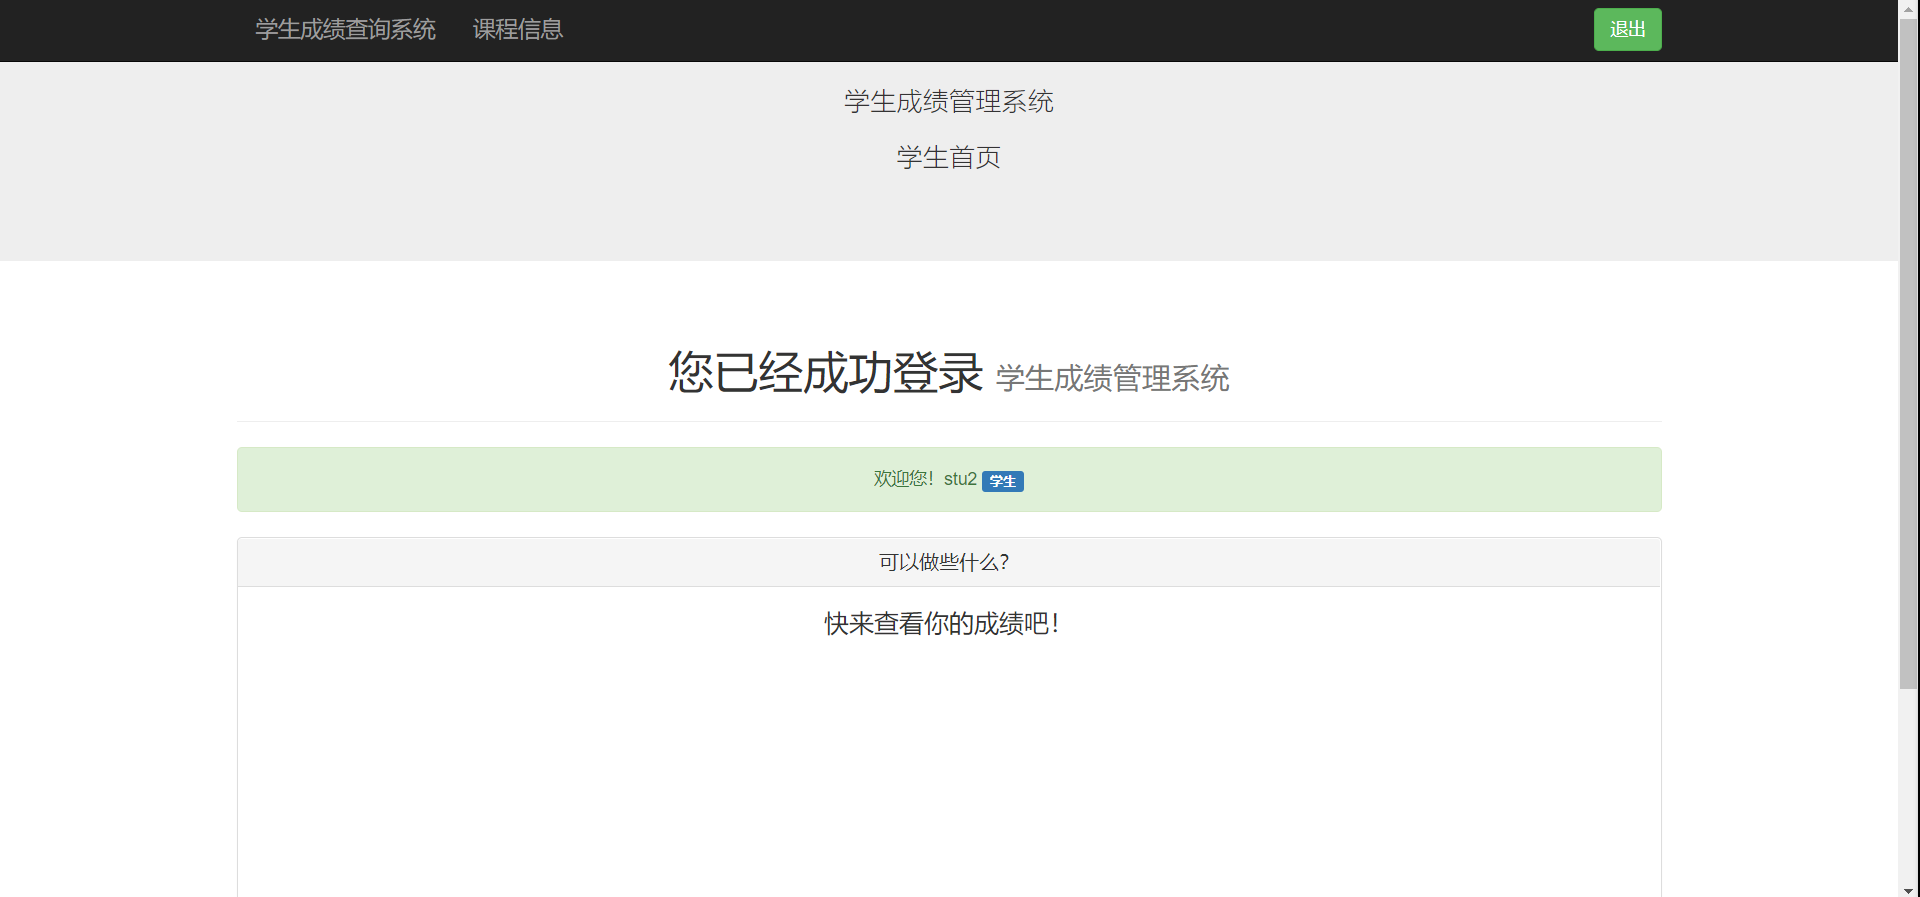 学生成绩查询系统 课程信息 退出
学生成绩管理系统
学生首页
您已经成功登录 学生成绩管理系统
欢迎您！stu2 学生
可以做些什么？
快来查看你的成绩吧！